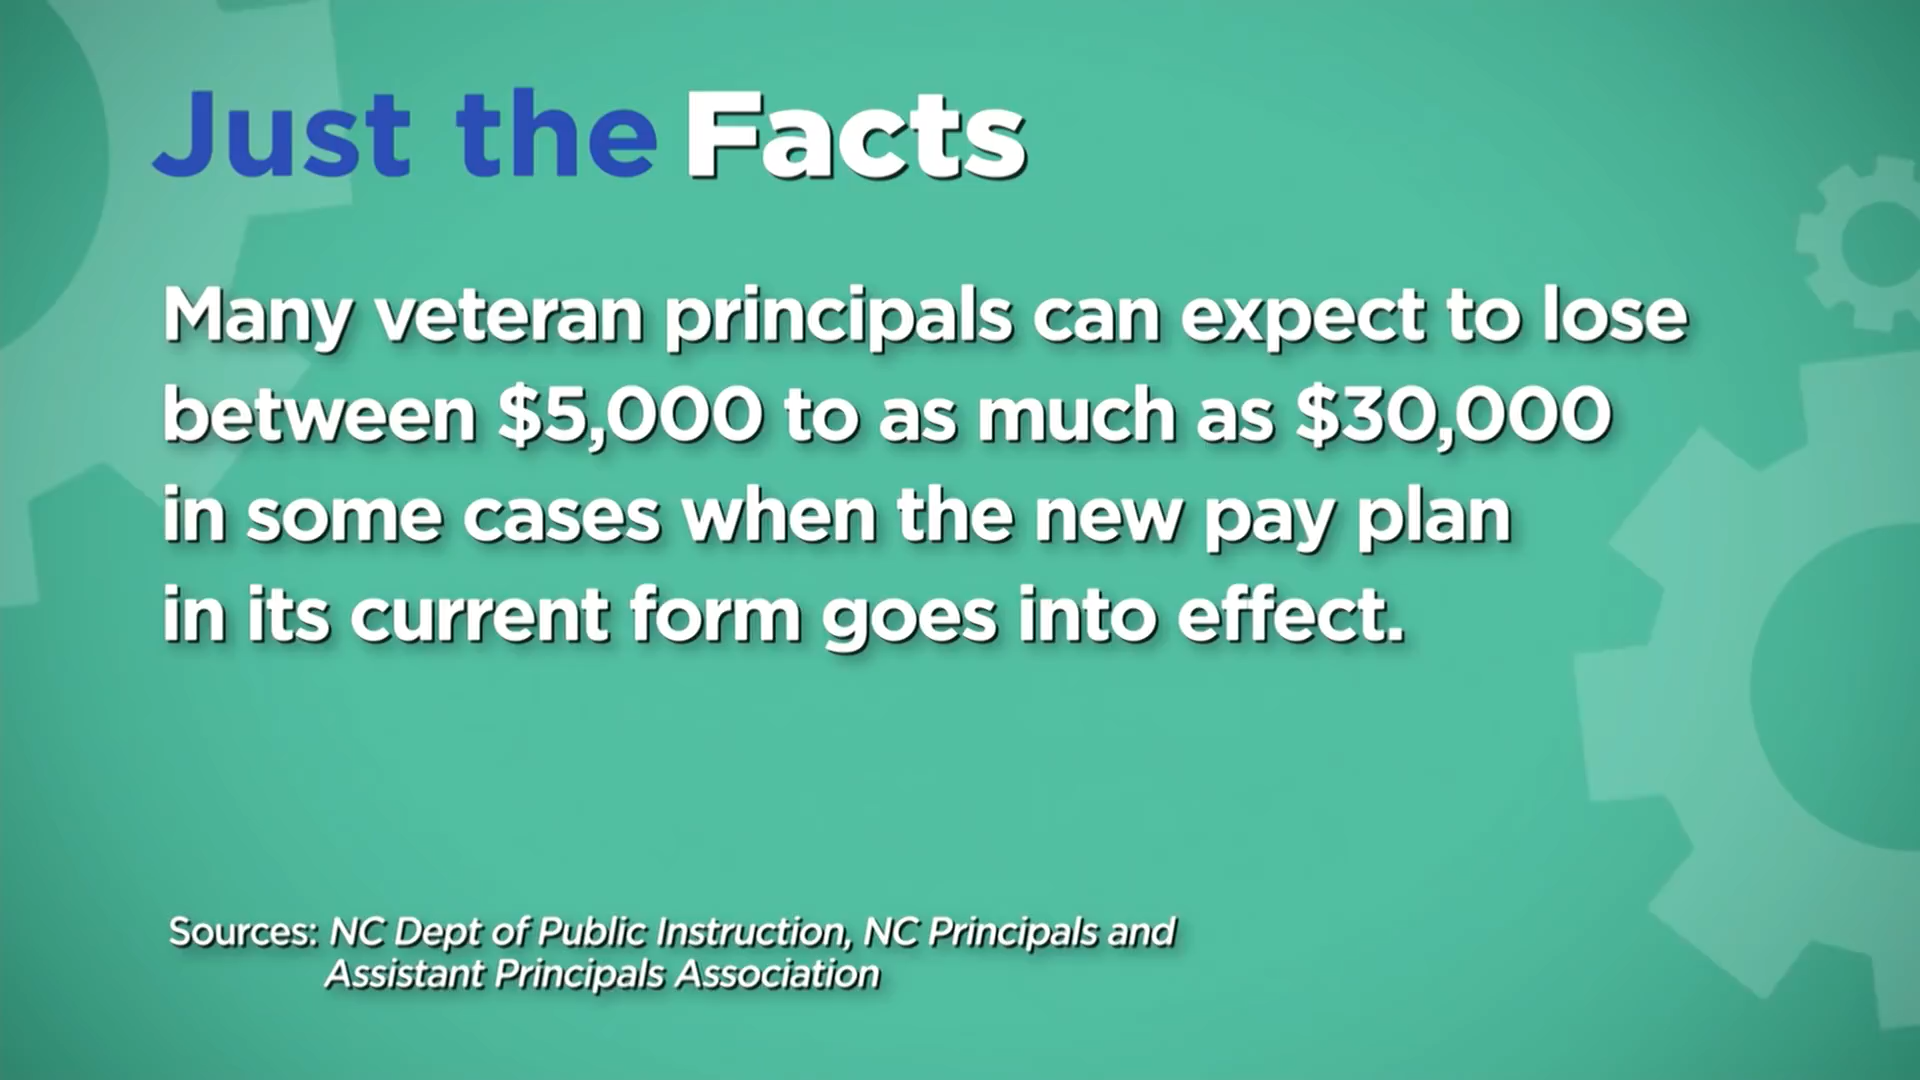 Just the Facts
Many veteran principals can expect to lose
between $5,000 to as much as $30,000
in some cases when the new pay plan
in its current form goes into effect.
Sources: NC Dept of Public Instruction, NC Principals and
Assistant Principals Association